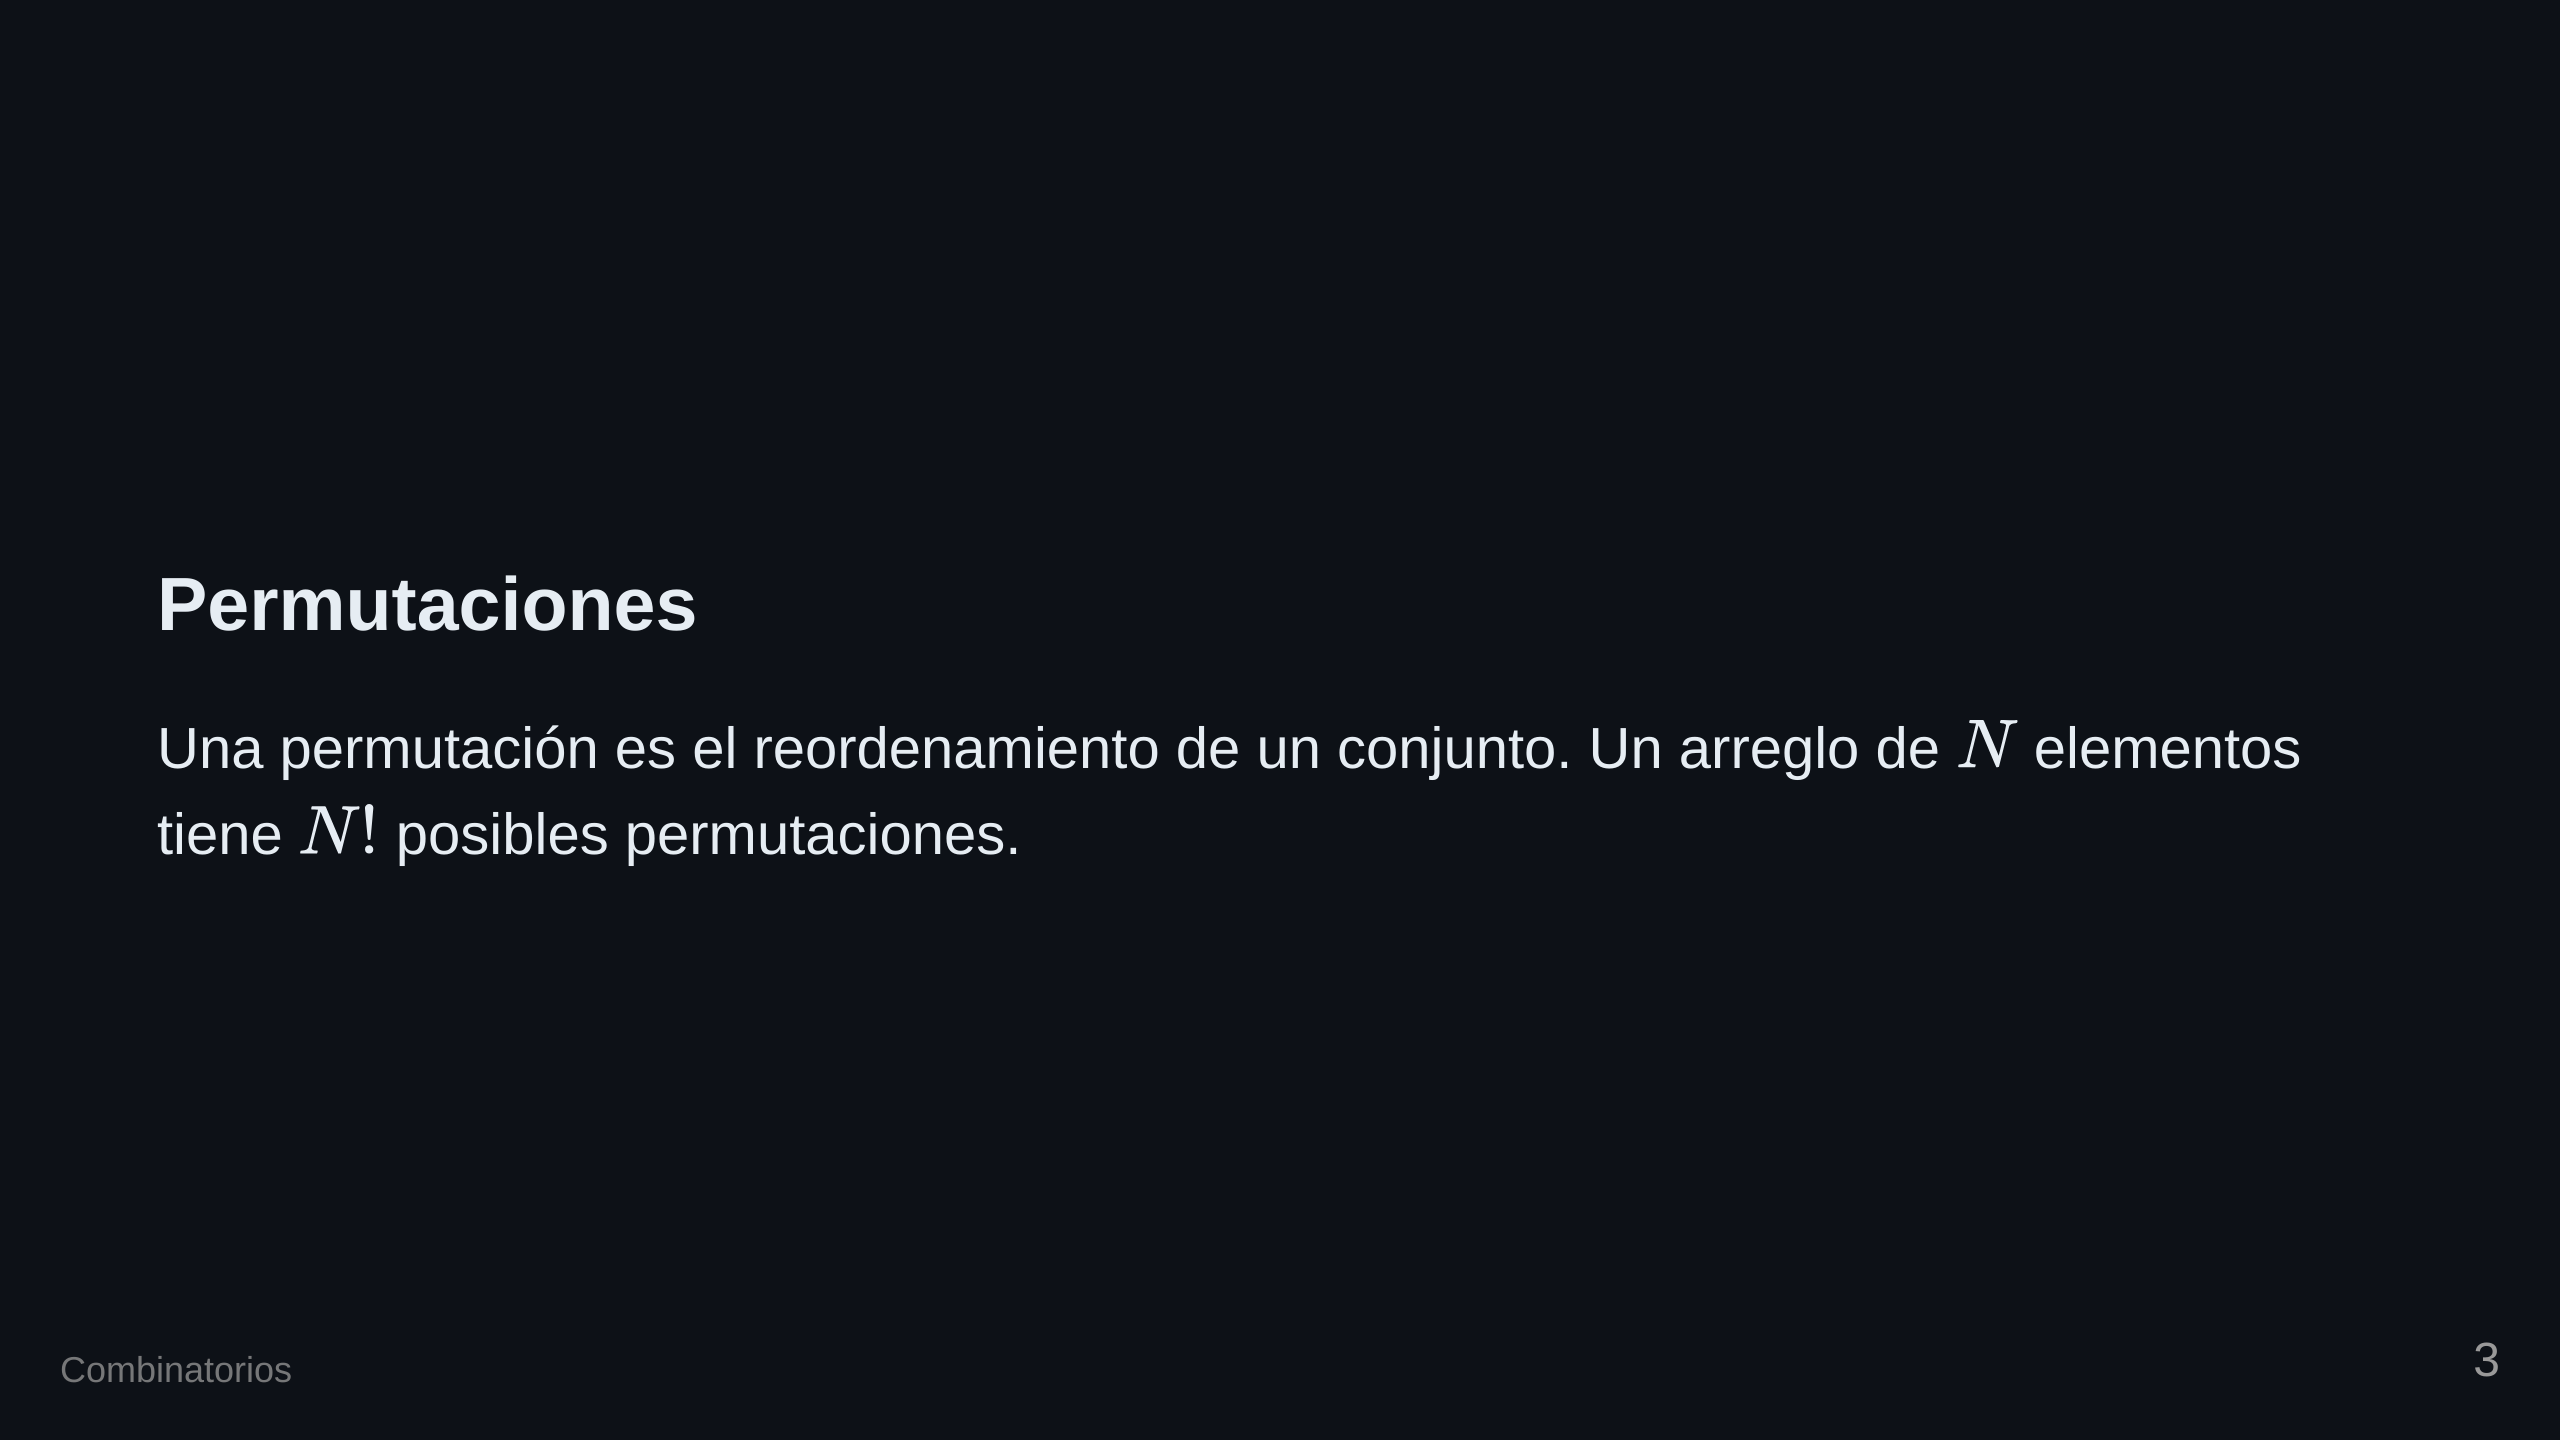 Permutaciones
Una permutación es el reordenamiento de un conjunto. Un arreglo de N elementos
tiene N! posibles permutaciones.
Combinatorios
3